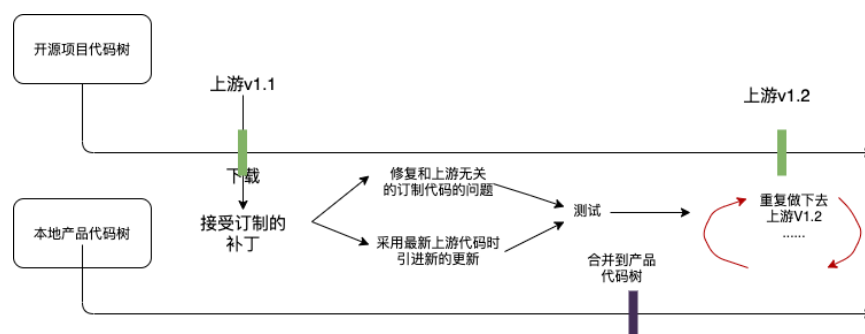 开源项目代码树
上游v1.1
上游v1.2
下载
修复和上游无关
的订制代码的问题
接受订制的
补丁
测试
重复做下去
上游V1.2
......
本地产品代码树
采用最新上游代码时
引进新的更新
合并到产品
代码树